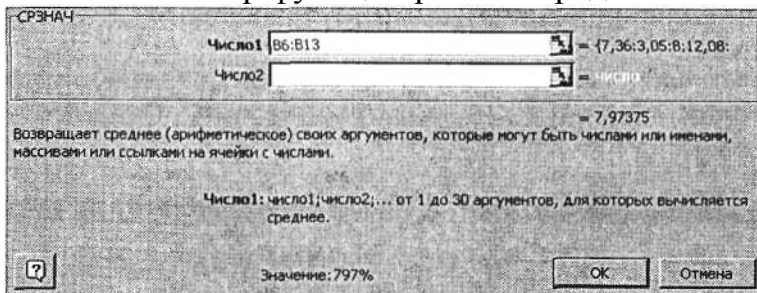 СРЗНАЧ
Число1 B6:B13 = {7,36:3,05:8:12,08:
Число2 = число
= 7,97375
Возвращает среднее (арифметическое) своих аргументов, которые могут быть числами или именами,
массивами или ссылками на ячейки с числами.
Число1: число1;число2;... от 1 до 30 аргументов, для которых вычисляется
среднее.
Значение:797%
ОК
Отмена